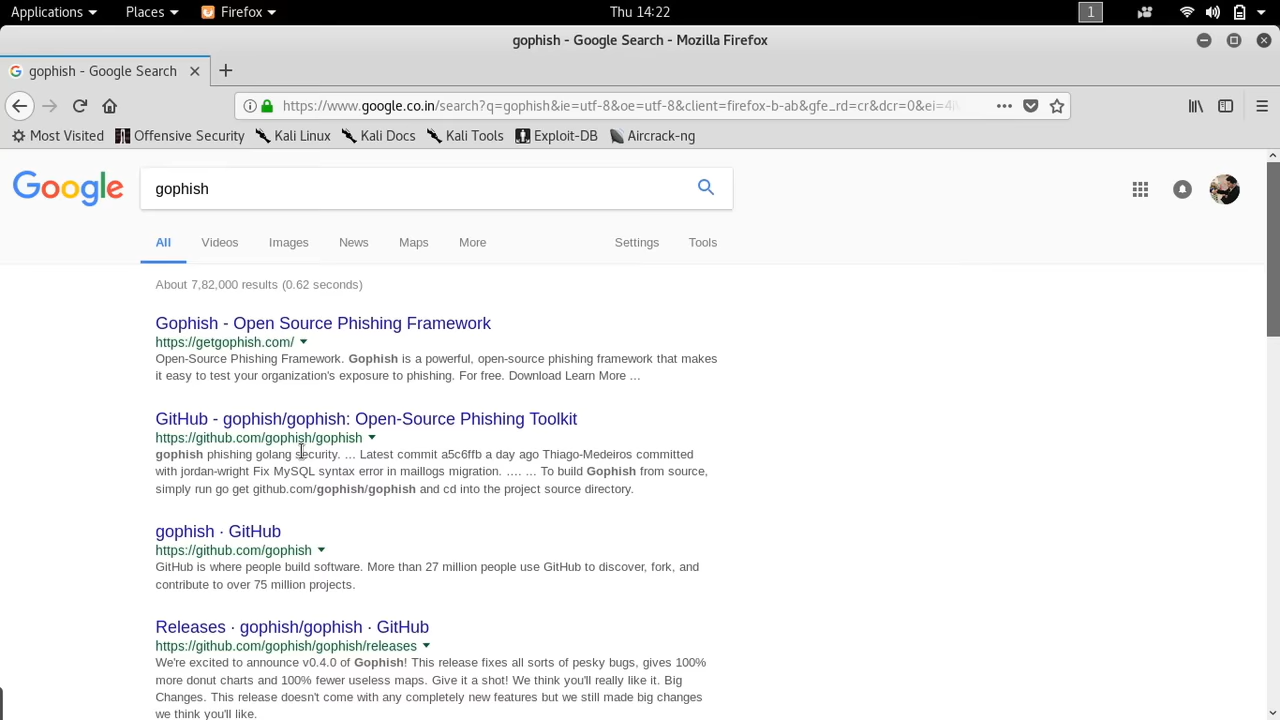 Applications Places Firefox Thu 14:22 1
gophish - Google Search - Mozilla Firefox
gophish - Google Search
https://www.google.co.in/search?q=gophish&ie=utf-8&oe=utf-8&client=firefox-b-ab&gfe_rd=cr&dcr=0&ei=4
Most Visited Offensive Security Kali Linux Kali Docs Kali Tools Exploit-DB Aircrack-ng
Google gophish
All Videos Images News Maps More Settings Tools
About 7,82,000 results (0.62 seconds)
Gophish - Open Source Phishing Framework
https://getgophish.com/
Open-Source Phishing Framework. Gophish is a powerful, open-source phishing framework that makes
it easy to test your organization's exposure to phishing. For free. Download Learn More ...
GitHub - gophish/gophish: Open-Source Phishing Toolkit
https://github.com/gophish/gophish
gophish phishing golang security. ... Latest commit a5c6ffb a day ago Thiago-Medeiros committed
with jordan-wright Fix MySQL syntax error in maillogs migration. .... ... To build Gophish from source,
simply run go get github.com/gophish/gophish and cd into the project source directory.
gophish · GitHub
https://github.com/gophish
GitHub is where people build software. More than 27 million people use GitHub to discover, fork, and
contribute to over 75 million projects.
Releases · gophish/gophish · GitHub
https://github.com/gophish/gophish/releases
We're excited to announce v0.4.0 of Gophish! This release fixes all sorts of pesky bugs, gives 100%
more donut charts and 100% fewer useless maps. Give it a shot! We think you'll really like it. Big
Changes. This release doesn't come with any completely new features but we still made big changes
we think you'll like.